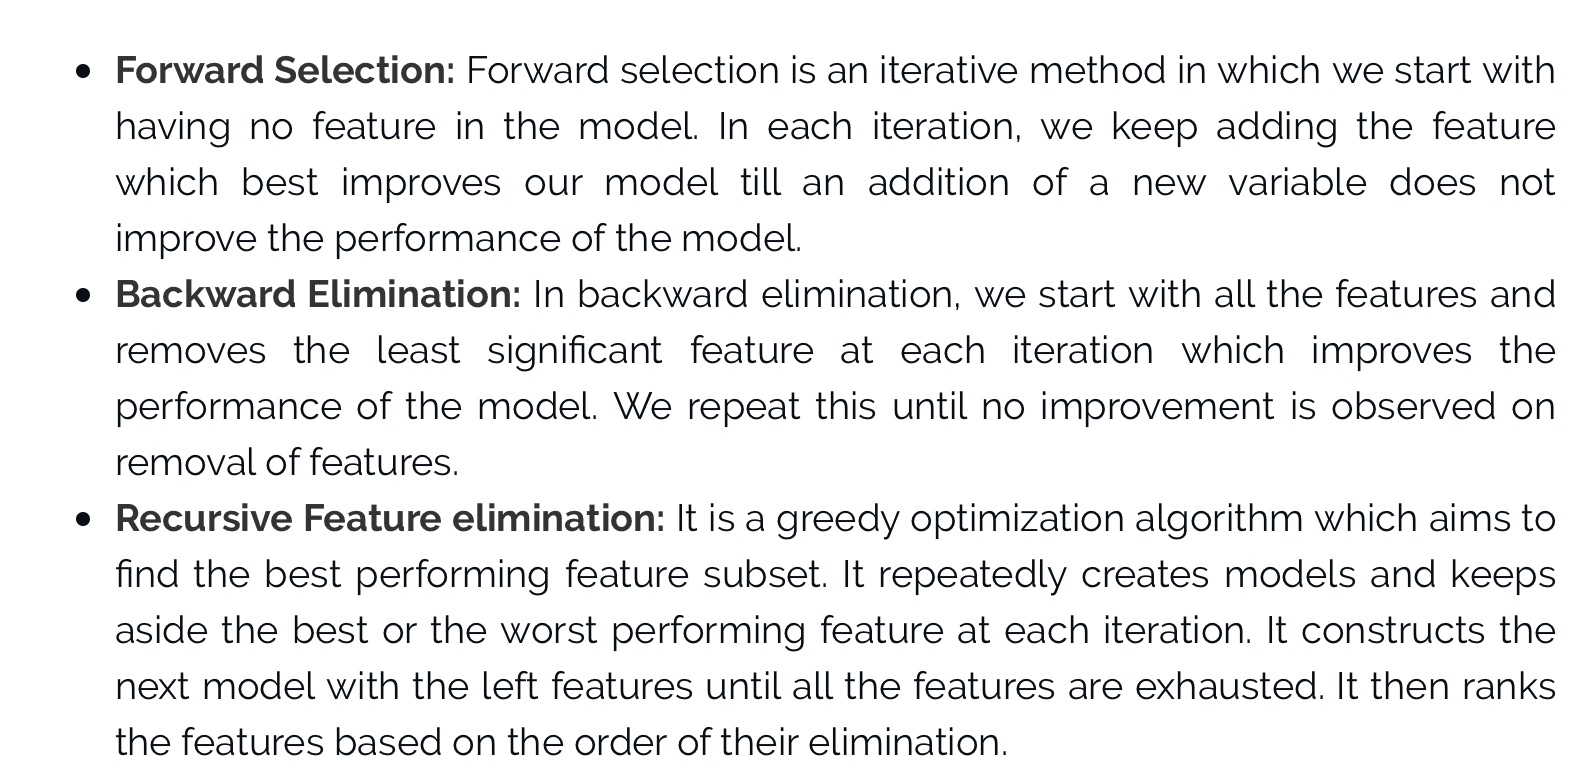 • Forward Selection: Forward selection is an iterative method in which we start with
having no feature in the model. In each iteration, we keep adding the feature
which best improves our model till an addition of a new variable does not
improve the performance of the model.
• Backward Elimination: In backward elimination, we start with all the features and
removes the least significant feature at each iteration which improves the
performance of the model. We repeat this until no improvement is observed on
removal of features.
• Recursive Feature elimination: It is a greedy optimization algorithm which aims to
find the best performing feature subset. It repeatedly creates models and keeps
aside the best or the worst performing feature at each iteration. It constructs the
next model with the left features until all the features are exhausted. It then ranks
the features based on the order of their elimination.